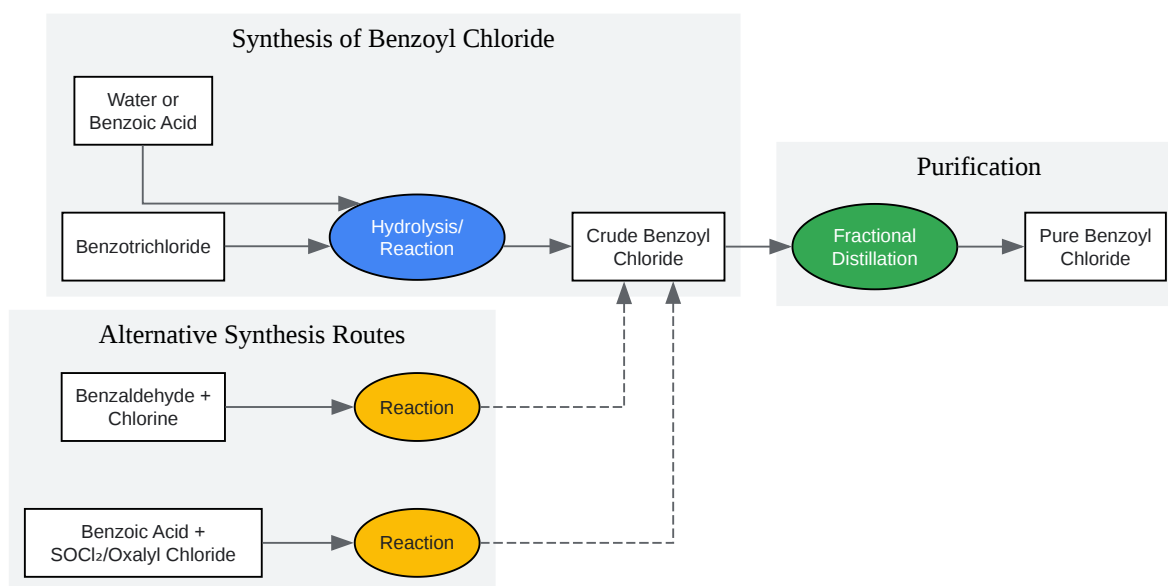 Synthesis of Benzoyl Chloride
Water or
Benzoic Acid
Benzotrichloride
Hydrolysis/
Reaction
Crude Benzoyl
Chloride
Purification
Fractional
Distillation
Pure Benzoyl
Chloride
Alternative Synthesis Routes
Benzaldehyde +
Chlorine
Reaction
Benzoic Acid +
SOCl₂/Oxalyl Chloride
Reaction